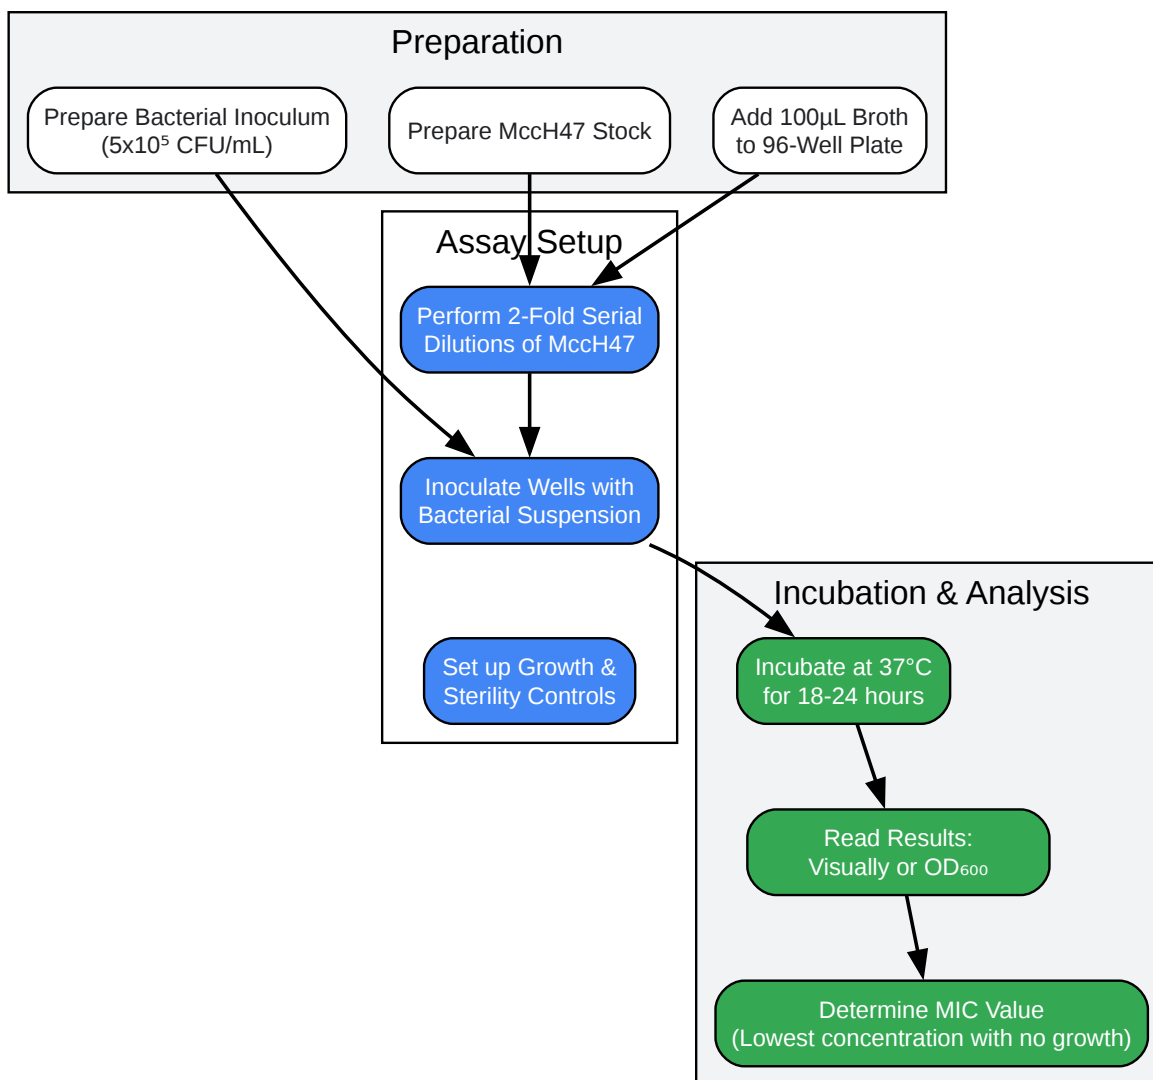 Preparation
Prepare Bacterial Inoculum
(5x10⁵ CFU/mL)
Prepare MccH47 Stock
Add 100µL Broth
to 96-Well Plate
Assay Setup
Perform 2-Fold Serial
Dilutions of MccH47
Inoculate Wells with
Bacterial Suspension
Set up Growth &
Sterility Controls
Incubation & Analysis
Incubate at 37°C
for 18-24 hours
Read Results:
Visually or OD₆₀₀
Determine MIC Value
(Lowest concentration with no growth)